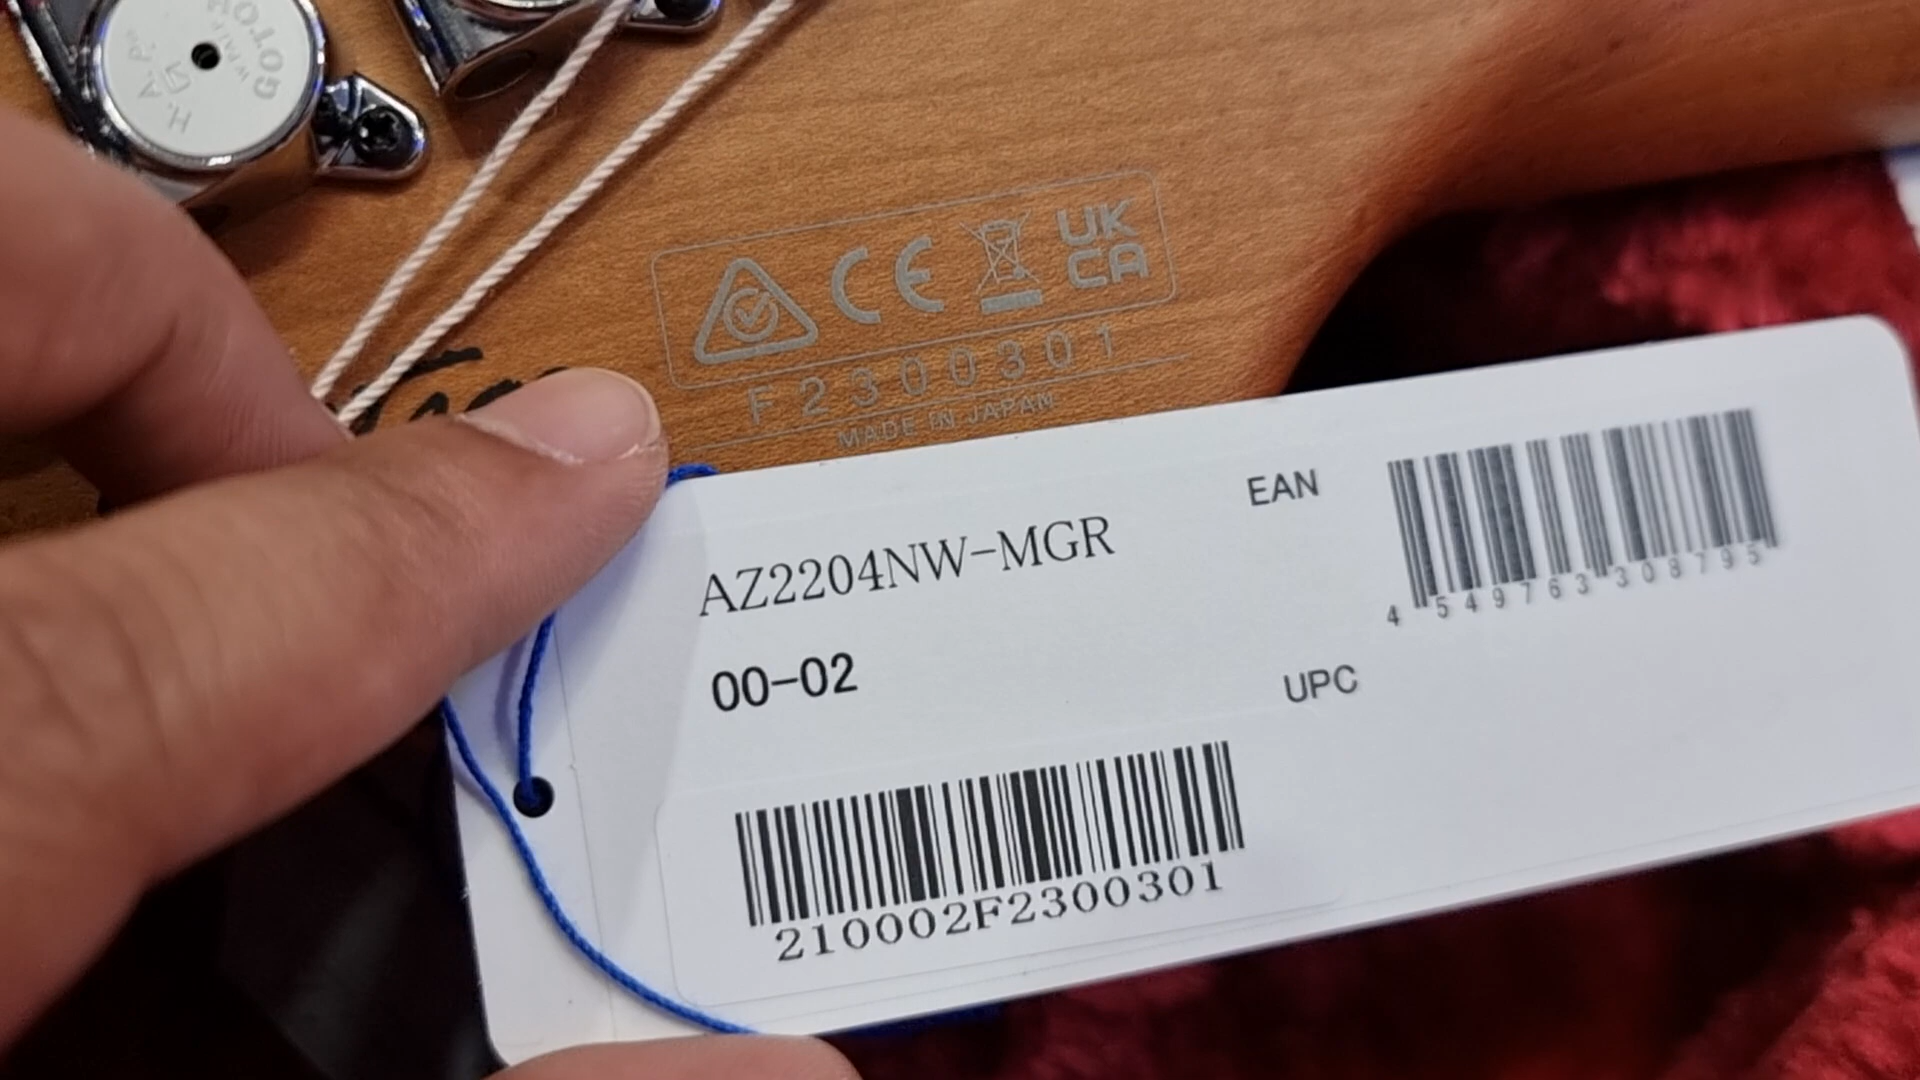 GOTOH
H.A.P.
UK
CA
F2300301
MADE IN JAPAN
AZ2204NW-MGR
00-02
EAN
4 549763 308795
UPC
210002F2300301